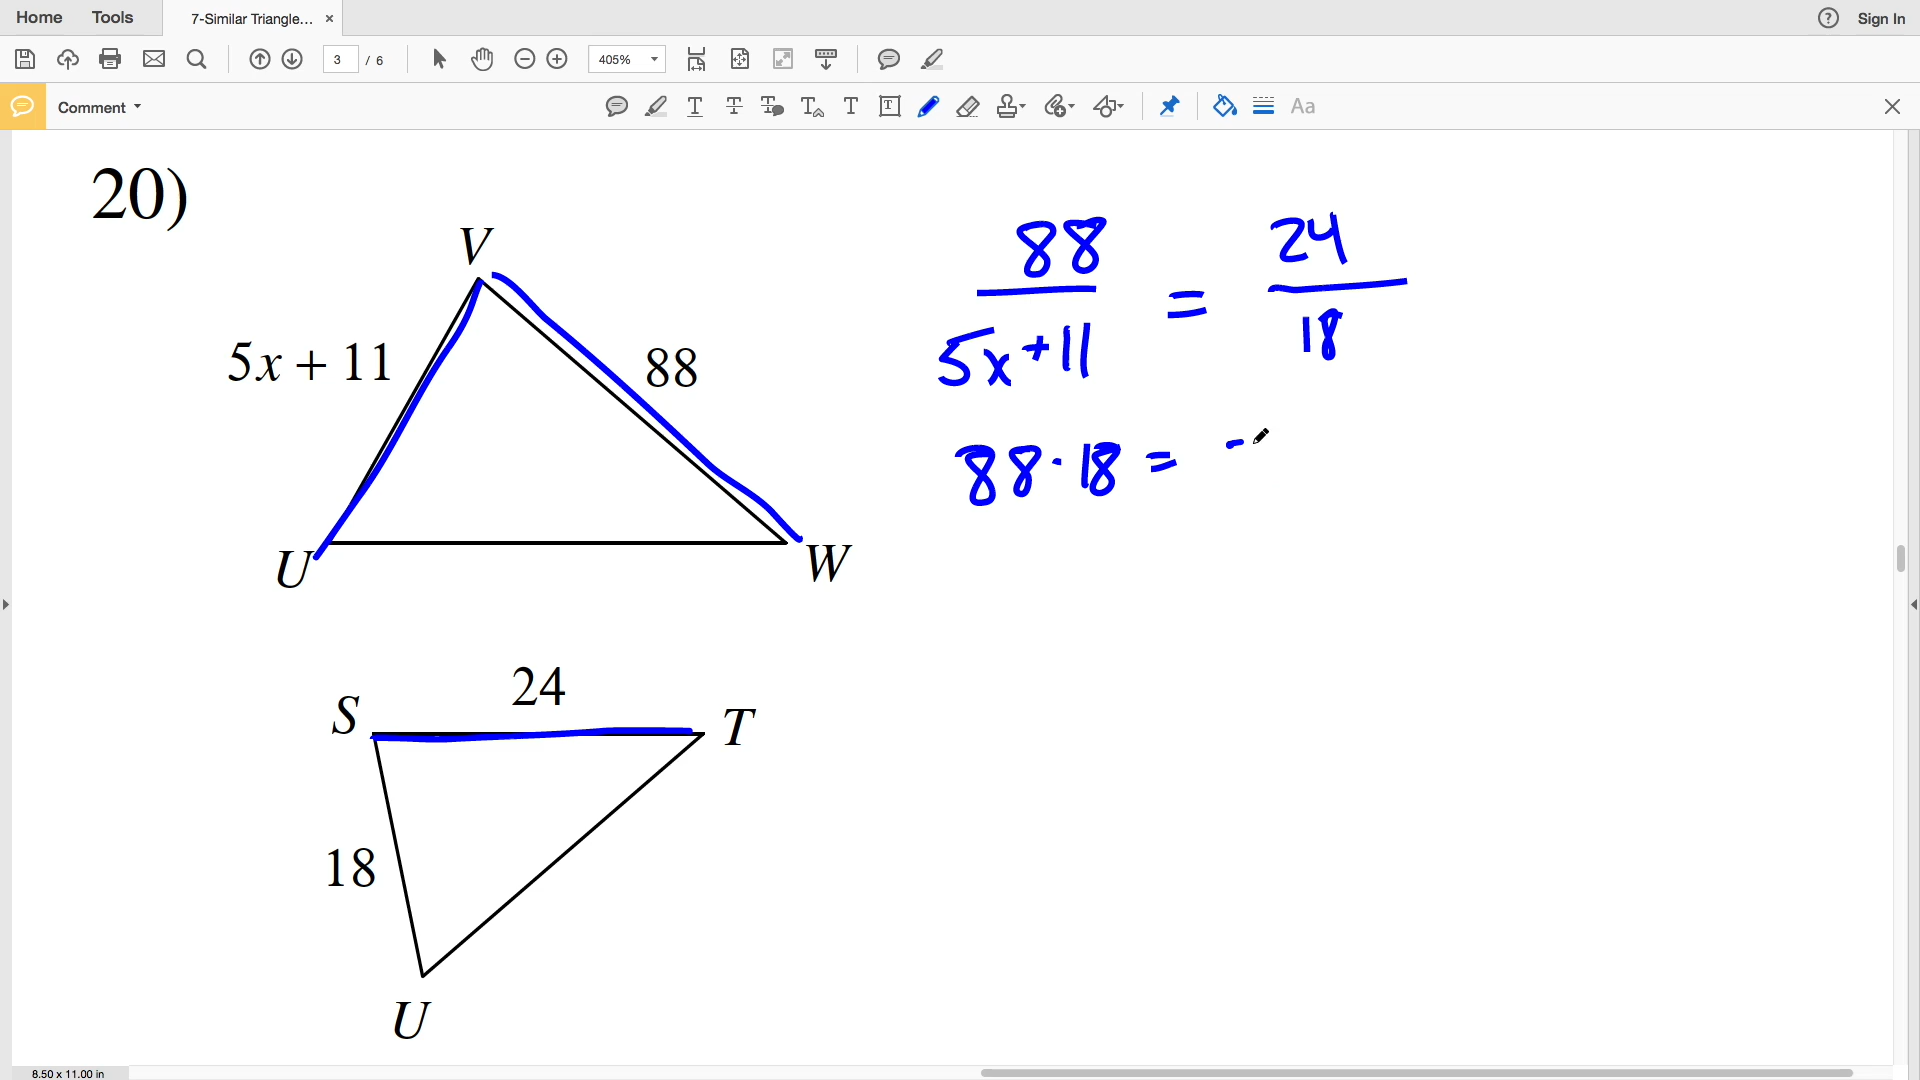 Home Tools 7-Similar Triangle... × ? Sign In
3 / 6 405%
Comment T T T T T T Aa
20)
V
5x + 11
88
U
W
88 = 24
5x+11 18
88·18 =
24
S
T
18
U
8.50 x 11.00 in